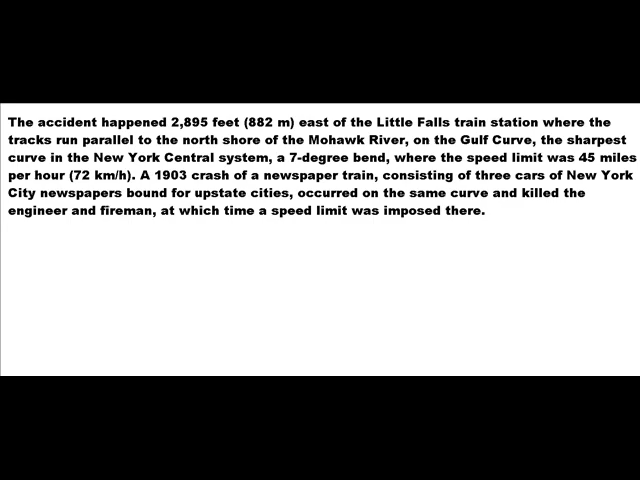 The accident happened 2,895 feet (882 m) east of the Little Falls train station where the
tracks run parallel to the north shore of the Mohawk River, on the Gulf Curve, the sharpest
curve in the New York Central system, a 7-degree bend, where the speed limit was 45 miles
per hour (72 km/h). A 1903 crash of a newspaper train, consisting of three cars of New York
City newspapers bound for upstate cities, occurred on the same curve and killed the
engineer and fireman, at which time a speed limit was imposed there.